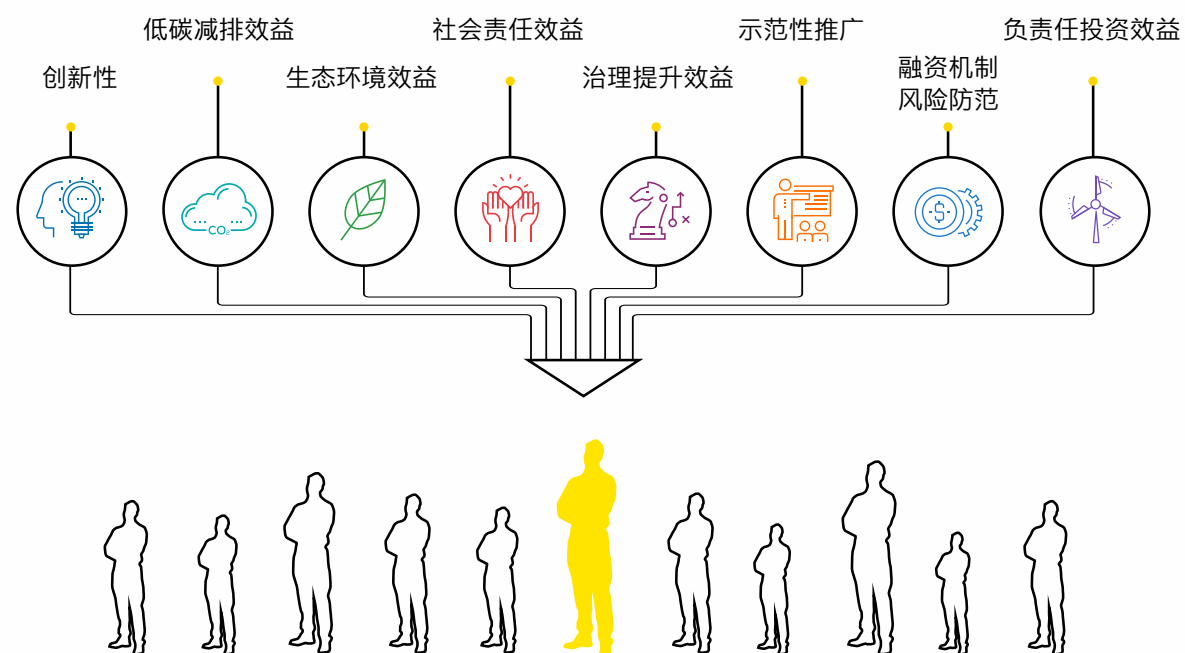 低碳减排效益
社会责任效益
示范性推广
负责任投资效益
创新性
生态环境效益
治理提升效益
融资机制
风险防范
CO₂